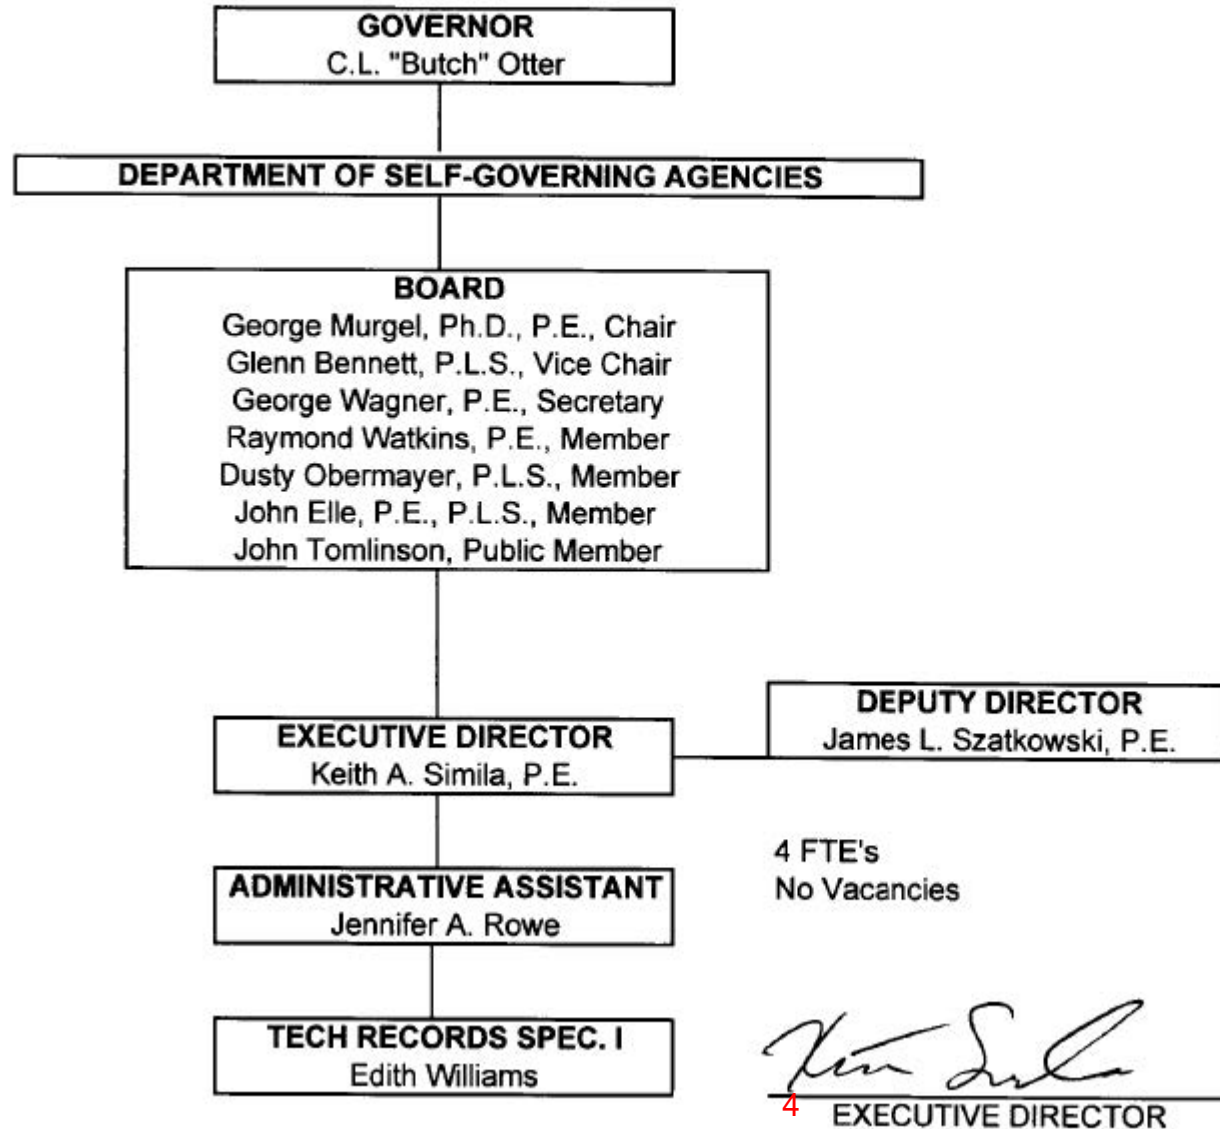 GOVERNOR
C.L. "Butch" Otter
DEPARTMENT OF SELF-GOVERNING AGENCIES
BOARD
George Murgel, Ph.D., P.E., Chair
Glenn Bennett, P.L.S., Vice Chair
George Wagner, P.E., Secretary
Raymond Watkins, P.E., Member
Dusty Obermayer, P.L.S., Member
John Elle, P.E., P.L.S., Member
John Tomlinson, Public Member
DEPUTY DIRECTOR
James L. Szatkowski, P.E.
EXECUTIVE DIRECTOR
Keith A. Simila, P.E.
4 FTE's
No Vacancies
ADMINISTRATIVE ASSISTANT
Jennifer A. Rowe
TECH RECORDS SPEC. I
Edith Williams
4
EXECUTIVE DIRECTOR